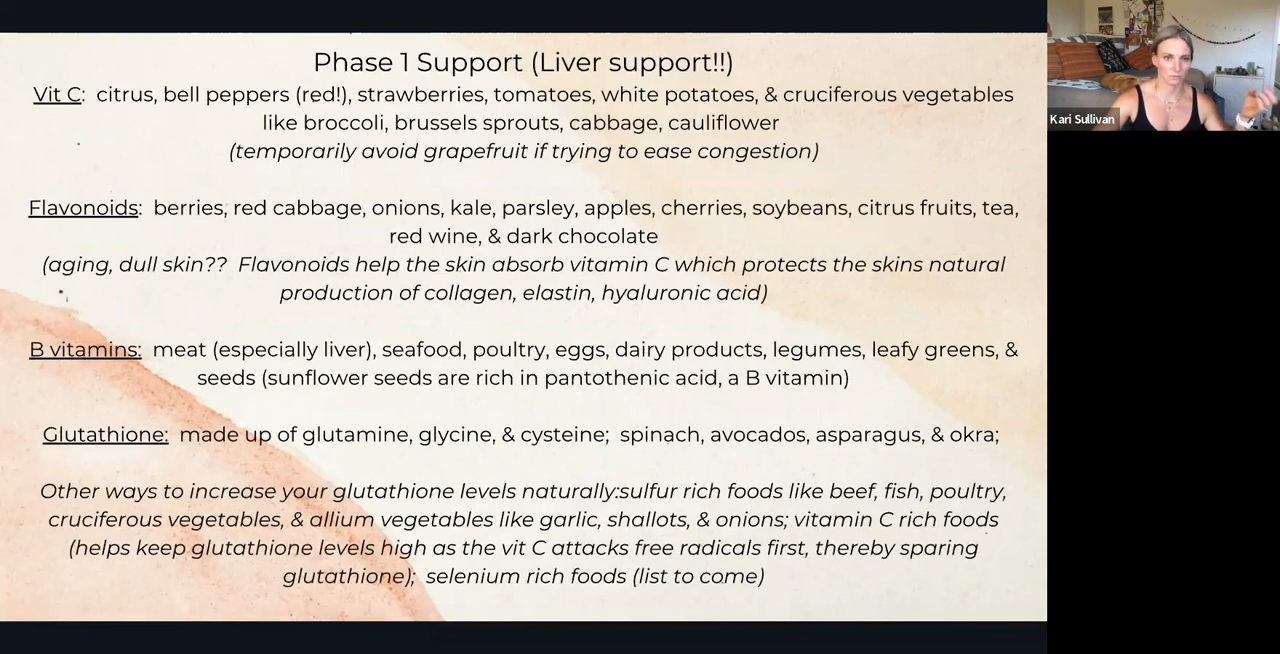 Phase 1 Support (Liver support!!)
Vit C:  citrus, bell peppers (red!), strawberries, tomatoes, white potatoes, & cruciferous vegetables
like broccoli, brussels sprouts, cabbage, cauliflower
(temporarily avoid grapefruit if trying to ease congestion)
Flavonoids:  berries, red cabbage, onions, kale, parsley, apples, cherries, soybeans, citrus fruits, tea,
red wine, & dark chocolate
(aging, dull skin??  Flavonoids help the skin absorb vitamin C which protects the skins natural
production of collagen, elastin, hyaluronic acid)
B vitamins:  meat (especially liver), seafood, poultry, eggs, dairy products, legumes, leafy greens, &
seeds (sunflower seeds are rich in pantothenic acid, a B vitamin)
Glutathione:  made up of glutamine, glycine, & cysteine;  spinach, avocados, asparagus, & okra;
Other ways to increase your glutathione levels naturally:sulfur rich foods like beef, fish, poultry,
cruciferous vegetables, & allium vegetables like garlic, shallots, & onions; vitamin C rich foods
(helps keep glutathione levels high as the vit C attacks free radicals first, thereby sparing
glutathione);  selenium rich foods (list to come)
Kari Sullivan